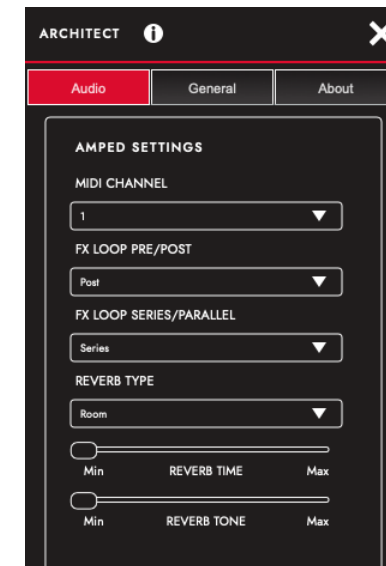 ARCHITECT i X
Audio General About
AMPED SETTINGS
MIDI CHANNEL
1
FX LOOP PRE/POST
Post
FX LOOP SERIES/PARALLEL
Series
REVERB TYPE
Room
Min REVERB TIME Max
Min REVERB TONE Max